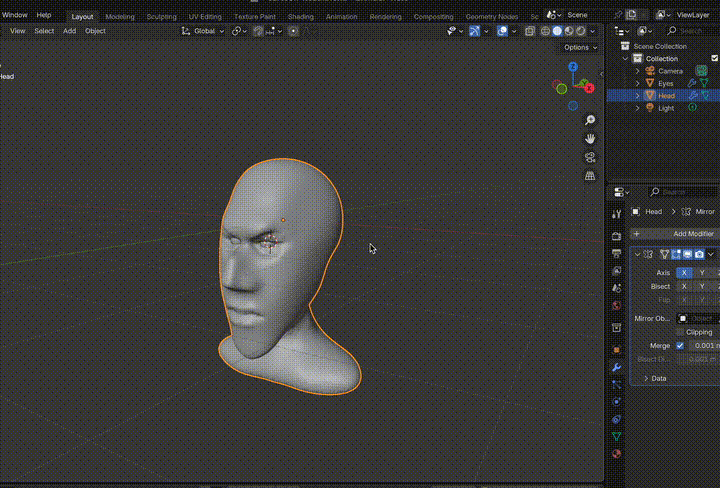 Window Help Layout Modeling Sculpting UV Editing Texture Paint Shading Animation Rendering Compositing Geometry Nodes Sc Scene ViewLayer
View Select Add Object Global Search
Options
Scene Collection
Collection
Camera
Eyes
Head
Light
Head
Search
Head Mirror
Add Modifier
Axis X Y Z
Bisect X Y Z
Flip X Y
Mirror Ob... Object
Clipping
Merge 0.001 m
Bisect Di... 0.001 m
Data
Z
X
Y